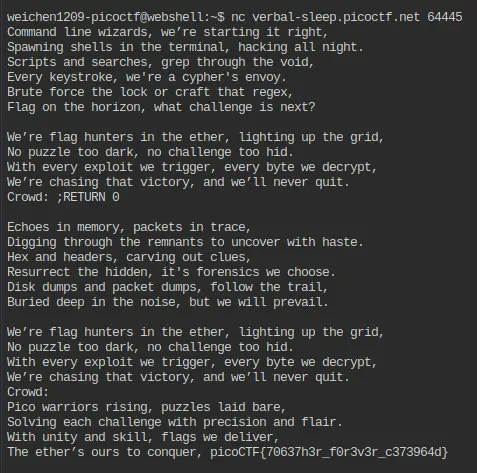 weichen1209-picoctf@webshell:~$ nc verbal-sleep.picoctf.net 64445
Command line wizards, we’re starting it right,
Spawning shells in the terminal, hacking all night.
Scripts and searches, grep through the void,
Every keystroke, we're a cypher's envoy.
Brute force the lock or craft that regex,
Flag on the horizon, what challenge is next?

We’re flag hunters in the ether, lighting up the grid,
No puzzle too dark, no challenge too hid.
With every exploit we trigger, every byte we decrypt,
We’re chasing that victory, and we’ll never quit.
Crowd: ;RETURN 0

Echoes in memory, packets in trace,
Digging through the remnants to uncover with haste.
Hex and headers, carving out clues,
Resurrect the hidden, it's forensics we choose.
Disk dumps and packet dumps, follow the trail,
Buried deep in the noise, but we will prevail.

We’re flag hunters in the ether, lighting up the grid,
No puzzle too dark, no challenge too hid.
With every exploit we trigger, every byte we decrypt,
We’re chasing that victory, and we’ll never quit.
Crowd:
Pico warriors rising, puzzles laid bare,
Solving each challenge with precision and flair.
With unity and skill, flags we deliver,
The ether’s ours to conquer, picoCTF{70637h3r_f0r3v3r_c373964d}